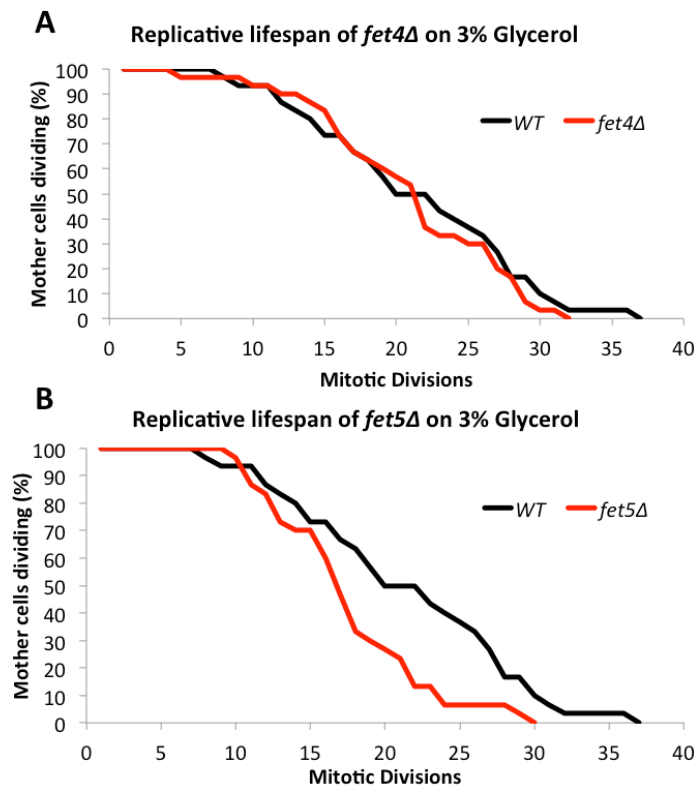 A
Replicative lifespan of fet4Δ on 3% Glycerol
Mother cells dividing (%)
100
90
80
70
60
50
40
30
20
10
0
WT fet4Δ
0 5 10 15 20 25 30 35 40
Mitotic Divisions
B
Replicative lifespan of fet5Δ on 3% Glycerol
Mother cells dividing (%)
100
90
80
70
60
50
40
30
20
10
0
WT fet5Δ
0 5 10 15 20 25 30 35 40
Mitotic Divisions